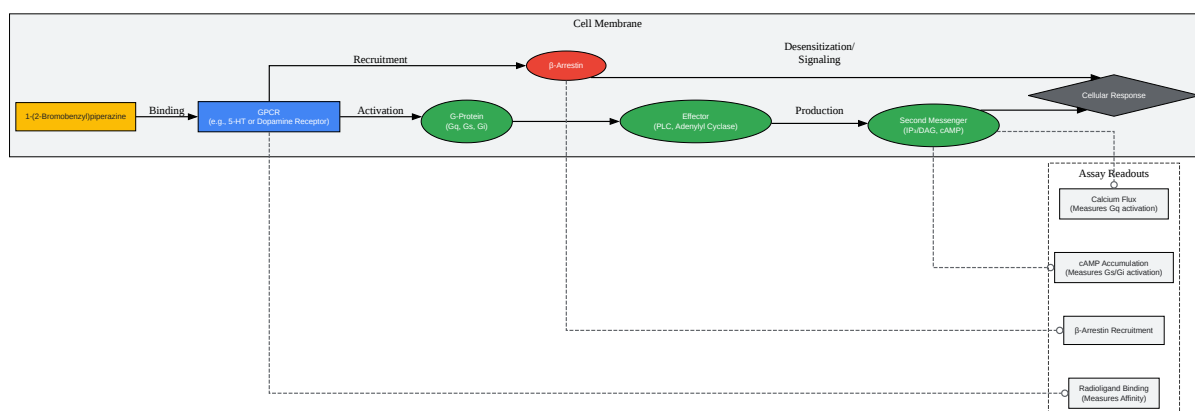 Cell Membrane
Desensitization/
Signaling
Recruitment
β-Arrestin
Cellular Response
1-(2-Bromobenzyl)piperazine
Binding
GPCR
(e.g., 5-HT or Dopamine Receptor)
Activation
G-Protein
(Gq, Gs, Gi)
Effector
(PLC, Adenylyl Cyclase)
Production
Second Messenger
(IP₃/DAG, cAMP)
Assay Readouts
Calcium Flux
(Measures Gq activation)
cAMP Accumulation
(Measures Gs/Gi activation)
β-Arrestin Recruitment
Radioligand Binding
(Measures Affinity)